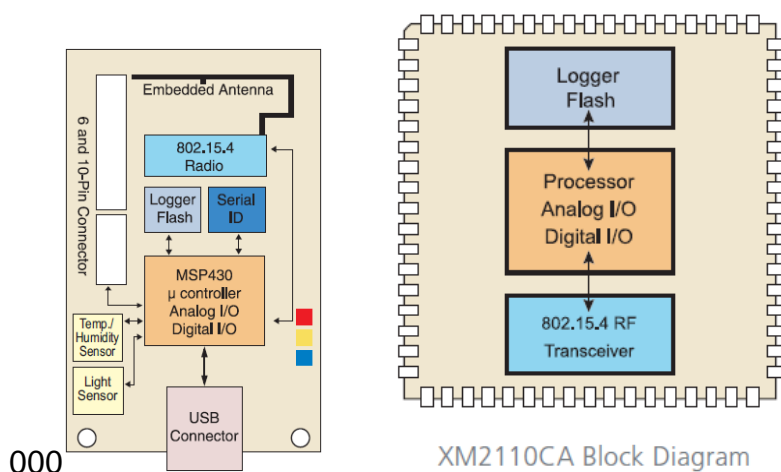 Embedded Antenna
6 and 10-Pin Connector
802.15.4
Radio
Logger
Flash
Serial
ID
MSP430
µ controller
Analog I/O
Digital I/O
Temp./
Humidity
Sensor
Light
Sensor
USB
Connector
000
Logger
Flash
Processor
Analog I/O
Digital I/O
802.15.4 RF
Transceiver
XM2110CA Block Diagram